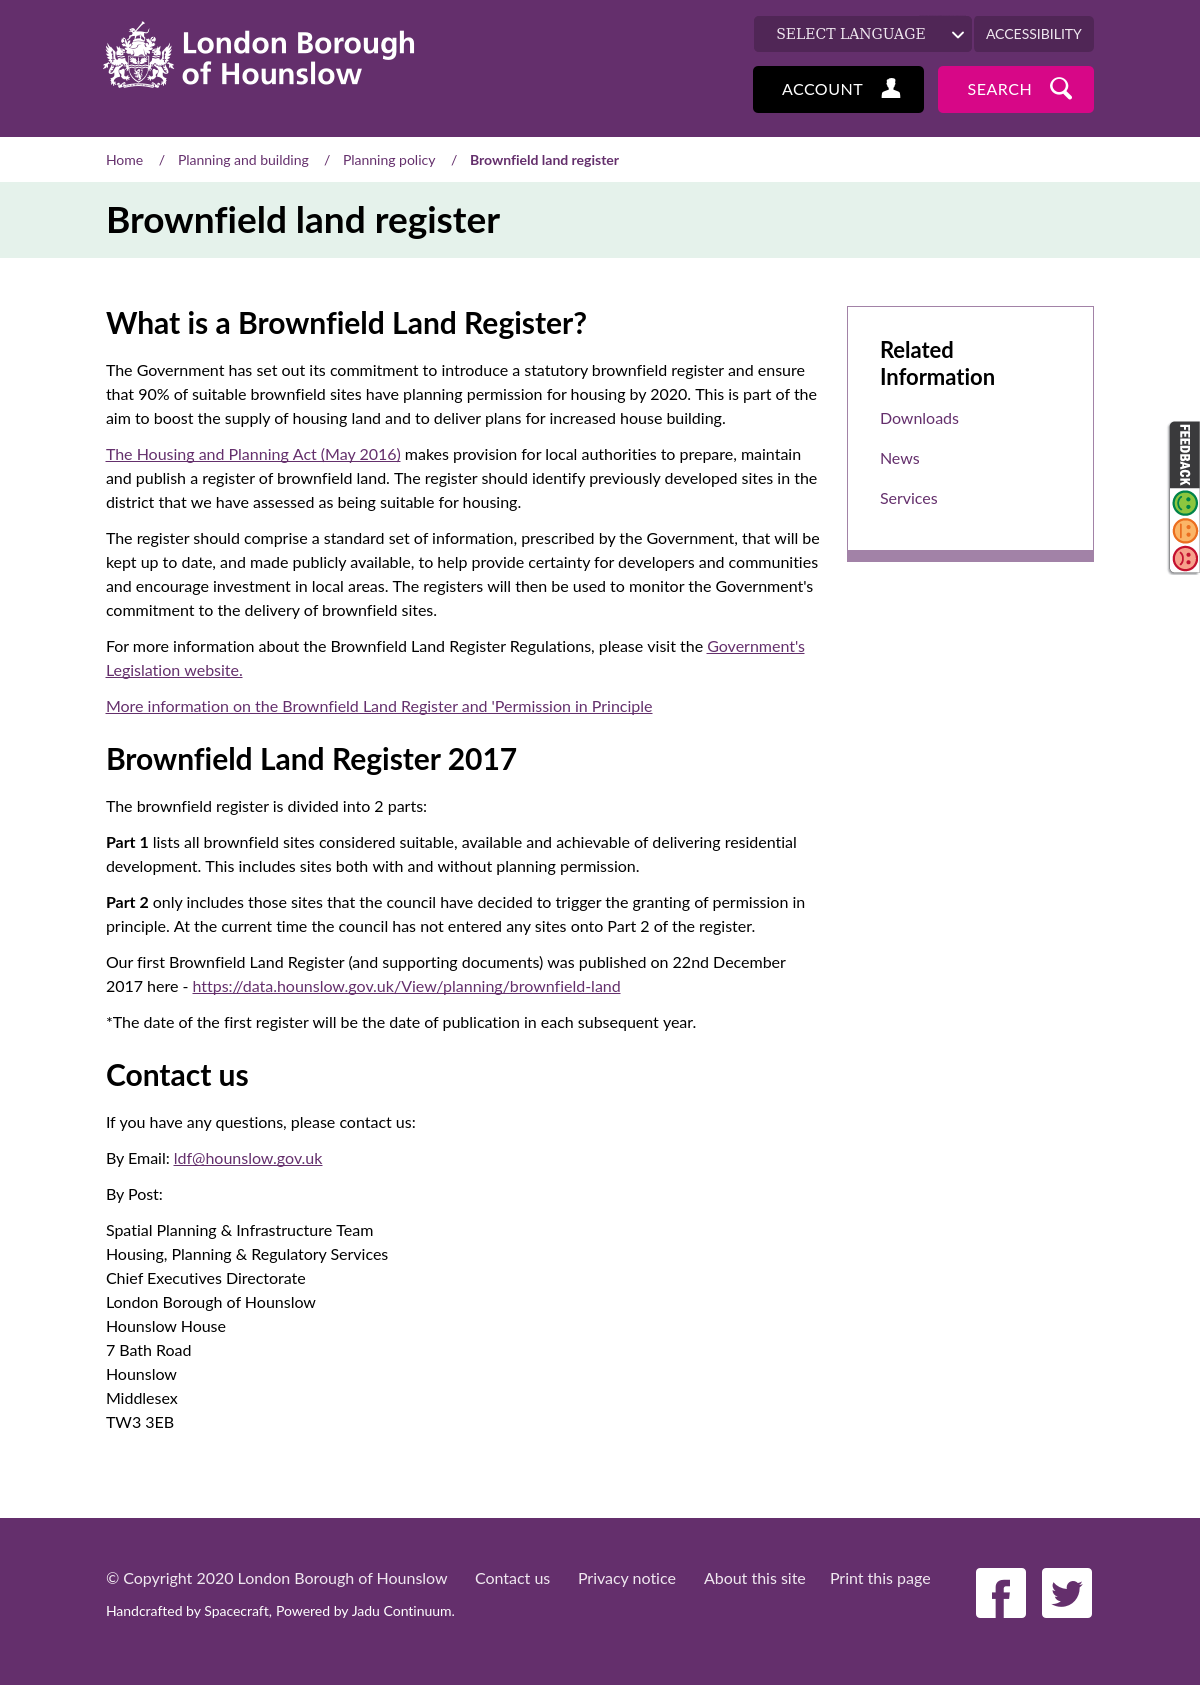 London Borough
of Hounslow
SELECT LANGUAGE
ACCESSIBILITY
ACCOUNT
SEARCH
Home / Planning and building / Planning policy / Brownfield land register
Brownfield land register
What is a Brownfield Land Register?
The Government has set out its commitment to introduce a statutory brownfield register and ensure
that 90% of suitable brownfield sites have planning permission for housing by 2020. This is part of the
aim to boost the supply of housing land and to deliver plans for increased house building.
The Housing and Planning Act (May 2016) makes provision for local authorities to prepare, maintain
and publish a register of brownfield land. The register should identify previously developed sites in the
district that we have assessed as being suitable for housing.
The register should comprise a standard set of information, prescribed by the Government, that will be
kept up to date, and made publicly available, to help provide certainty for developers and communities
and encourage investment in local areas. The registers will then be used to monitor the Government's
commitment to the delivery of brownfield sites.
For more information about the Brownfield Land Register Regulations, please visit the Government's
Legislation website.
More information on the Brownfield Land Register and 'Permission in Principle
Brownfield Land Register 2017
The brownfield register is divided into 2 parts:
Part 1 lists all brownfield sites considered suitable, available and achievable of delivering residential
development. This includes sites both with and without planning permission.
Part 2 only includes those sites that the council have decided to trigger the granting of permission in
principle. At the current time the council has not entered any sites onto Part 2 of the register.
Our first Brownfield Land Register (and supporting documents) was published on 22nd December
2017 here - https://data.hounslow.gov.uk/View/planning/brownfield-land
*The date of the first register will be the date of publication in each subsequent year.
Contact us
If you have any questions, please contact us:
By Email: ldf@hounslow.gov.uk
By Post:
Spatial Planning & Infrastructure Team
Housing, Planning & Regulatory Services
Chief Executives Directorate
London Borough of Hounslow
Hounslow House
7 Bath Road
Hounslow
Middlesex
TW3 3EB
Related
Information
Downloads
News
Services
FEEDBACK
© Copyright 2020 London Borough of Hounslow Contact us Privacy notice About this site Print this page
Handcrafted by Spacecraft, Powered by Jadu Continuum.